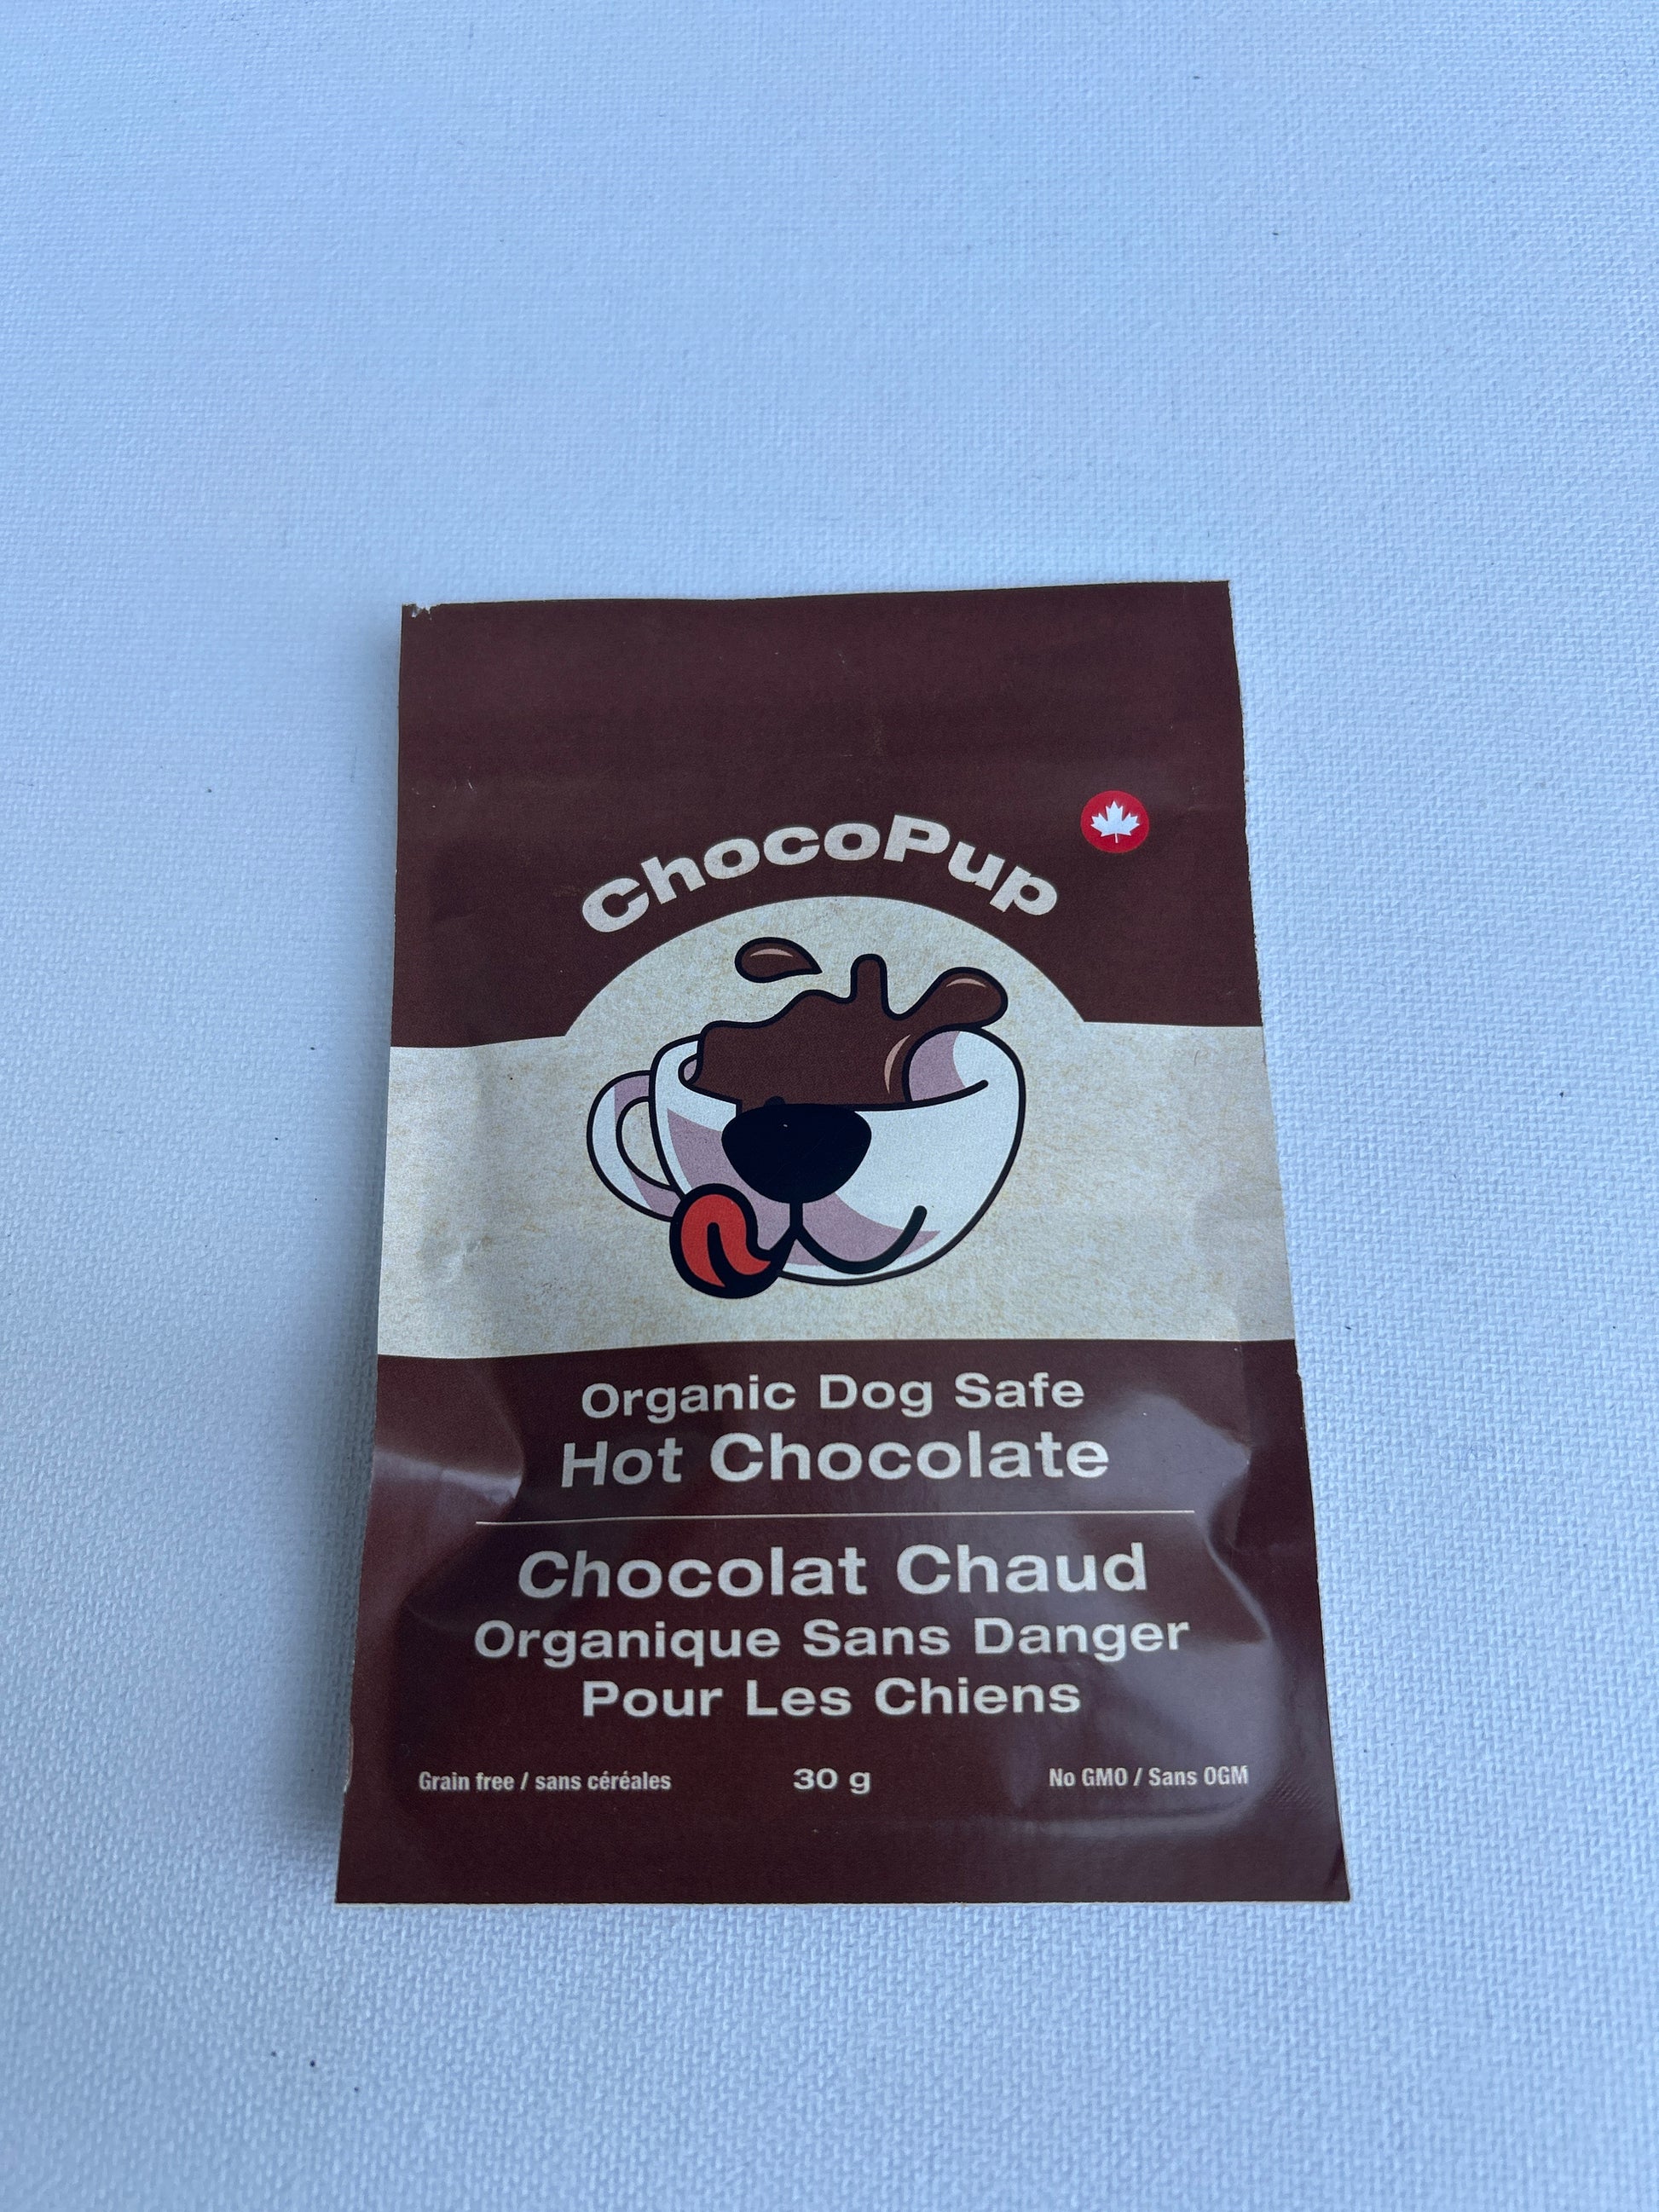 ChocoPup
Organic Dog Safe
Hot Chocolate
Chocolat Chaud
Organique Sans Danger
Pour Les Chiens
Grain free / sans céréales
30 g
No GMO / Sans OGM